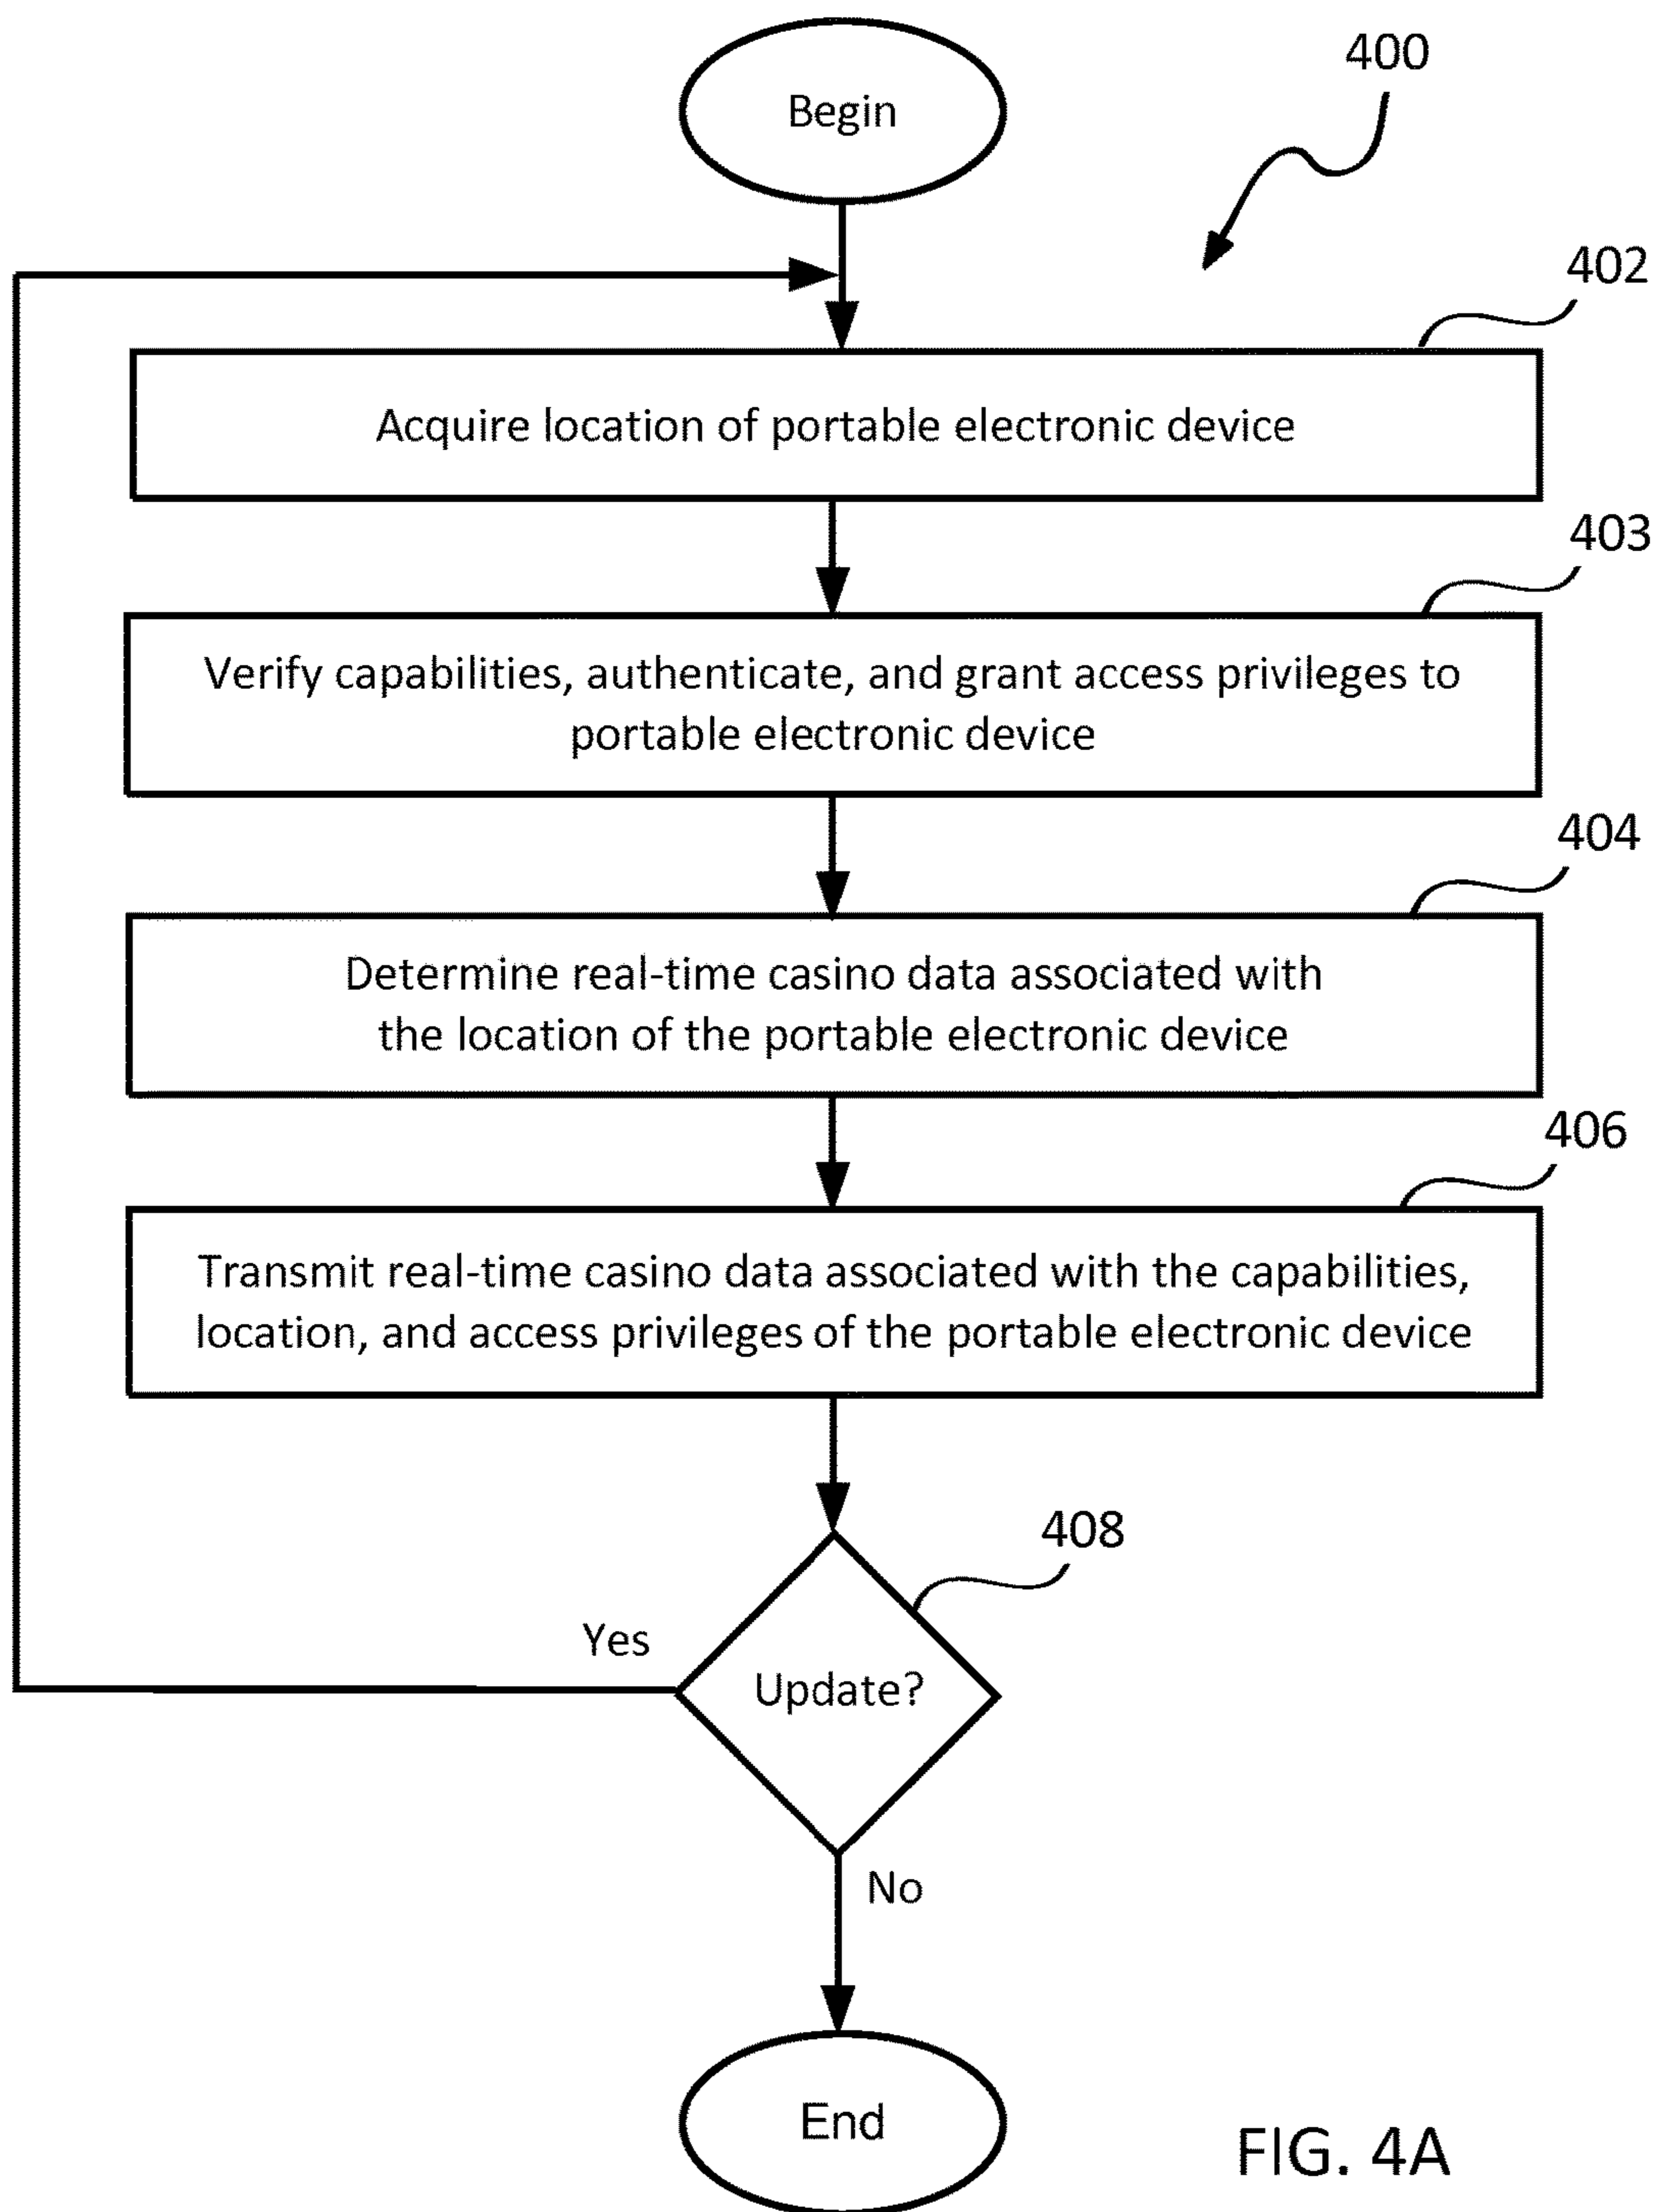 Begin
400
402
Acquire location of portable electronic device
403
Verify capabilities, authenticate, and grant access privileges to
portable electronic device
404
Determine real-time casino data associated with
the location of the portable electronic device
406
Transmit real-time casino data associated with the capabilities,
location, and access privileges of the portable electronic device
408
Yes
Update?
No
End
FIG. 4A